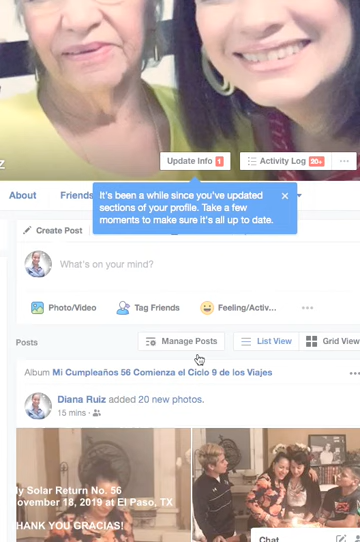 Update Info 1
Activity Log 20+
About
Friends
It's been a while since you've updated
sections of your profile. Take a few
moments to make sure it's all up to date.
Create Post
What's on your mind?
Photo/Video
Tag Friends
Feeling/Activ...
Posts
Manage Posts
List View
Grid View
Album Mi Cumpleaños 56 Comienza el Ciclo 9 de los Viajes
Diana Ruiz added 20 new photos.
15 mins
My Solar Return No. 56
November 18, 2019 at El Paso, TX
THANK YOU GRACIAS!
Chat